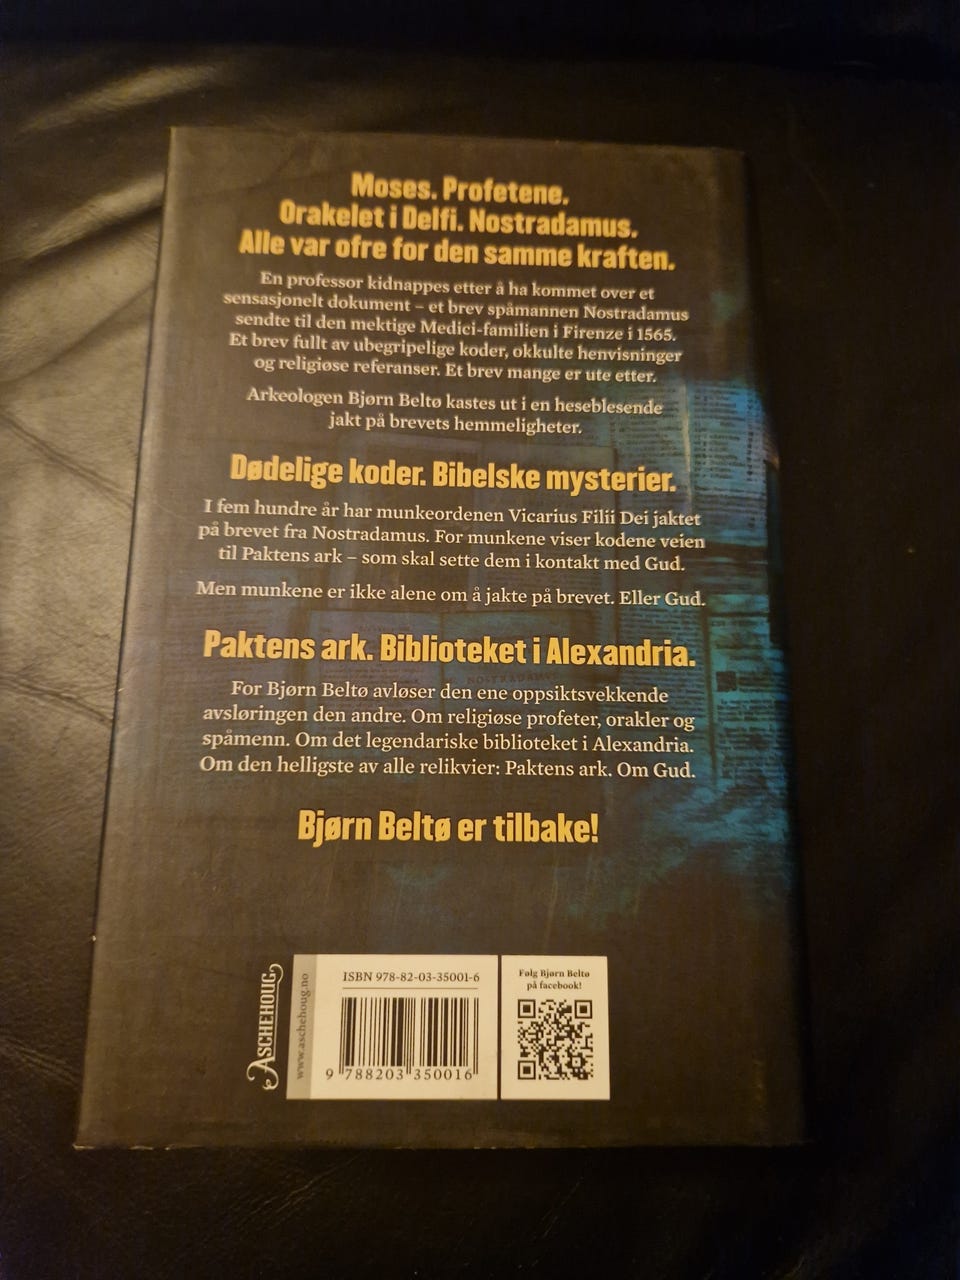 Moses. Profetene.
Orakelet i Delfi. Nostradamus.
Alle var ofre for den samme kraften.
En professor kidnappes etter å ha kommet over et
sensasjonelt dokument – et brev spåmannen Nostradamus
sendte til den mektige Medici-familien i Firenze i 1565.
Et brev fullt av ubegripelige koder, okkulte henvisninger
og religiøse referanser. Et brev mange er ute etter.
Arkeologen Bjørn Beltø kastes ut i en heseblesende
jakt på brevets hemmeligheter.
Dødelige koder. Bibelske mysterier.
I fem hundre år har munkeordenen Vicarius Filii Dei jaktet
på brevet fra Nostradamus. For munkene viser kodene veien
til Paktens ark – som skal sette dem i kontakt med Gud.
Men munkene er ikke alene om å jakte på brevet. Eller Gud.
Paktens ark. Biblioteket i Alexandria.
NOSTRADAMUS
For Bjørn Beltø avløser den ene oppsiktsvekkende
avsløringen den andre. Om religiøse profeter, orakler og
spåmenn. Om det legendariske biblioteket i Alexandria.
Om den helligste av alle relikvier: Paktens ark. Om Gud.
Bjørn Beltø er tilbake!
ASCHEHOUG
www.aschehoug.no
ISBN 978-82-03-35001-6
9 788203 350016
Følg Bjørn Beltø
på facebook!